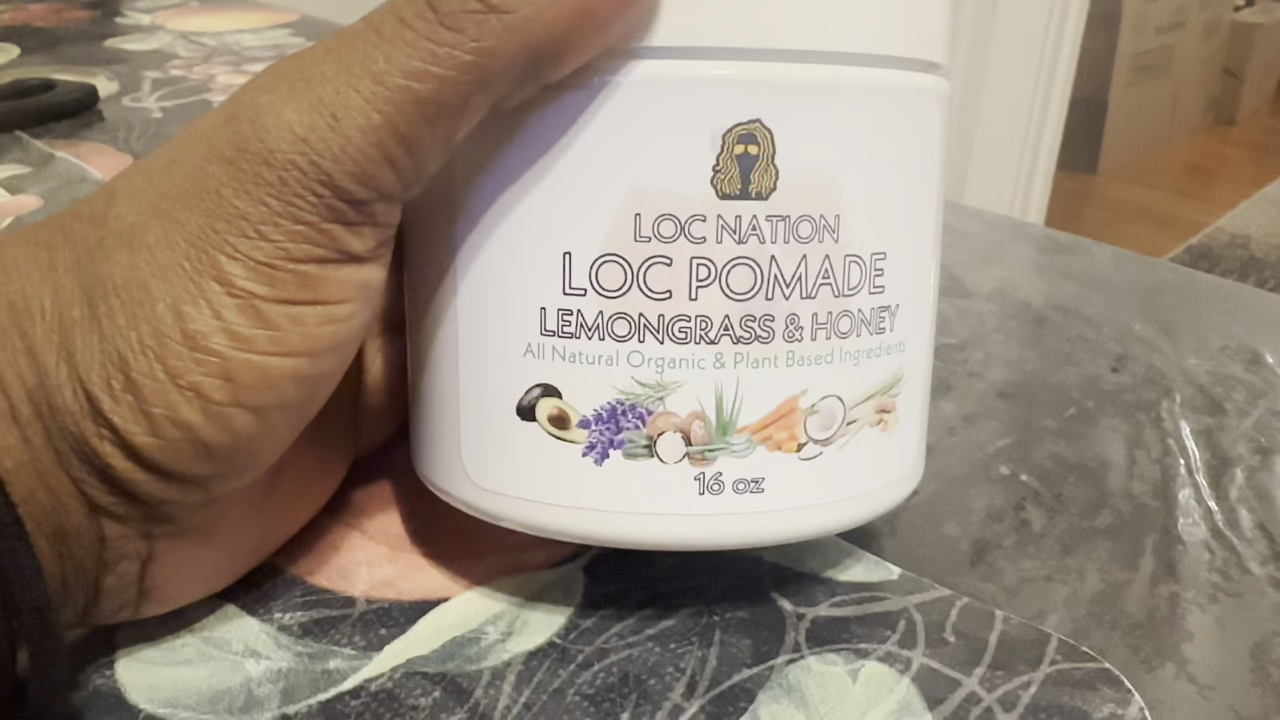 LOC NATION
LOC POMADE
LEMONGRASS & HONEY
All Natural Organic & Plant Based Ingredients
16 oz